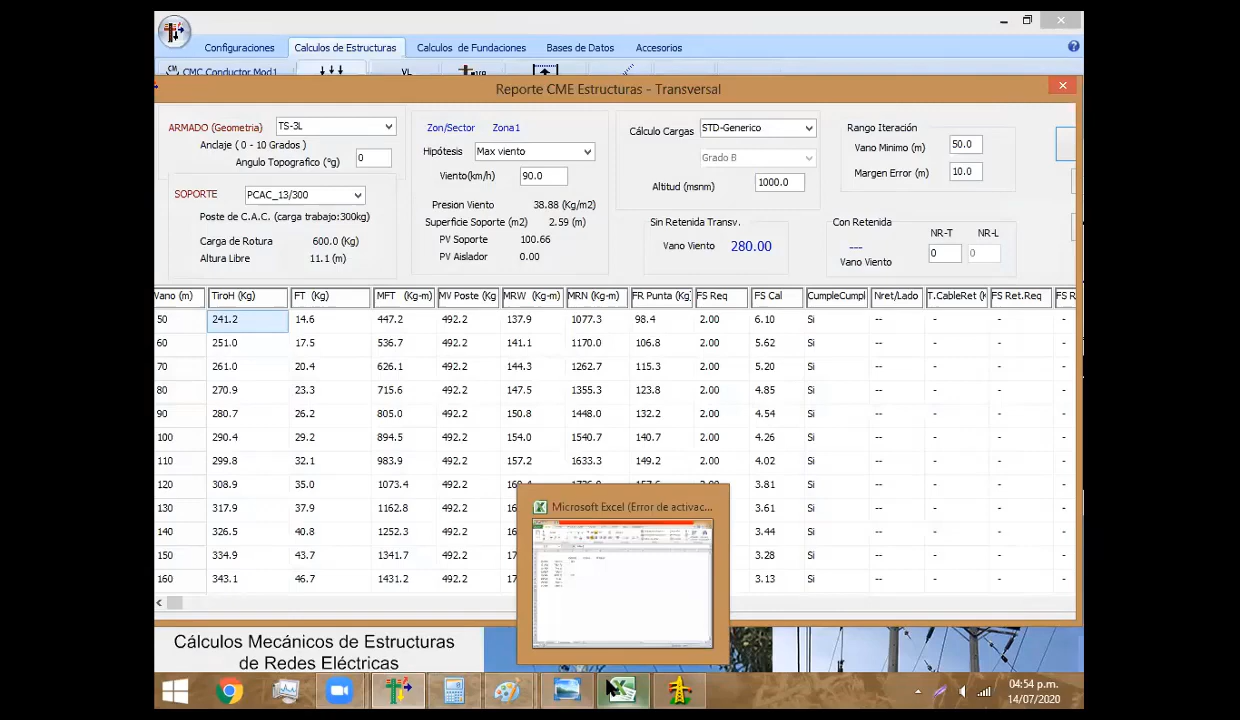 Configuraciones Calculos de Estructuras Calculos de Fundaciones Bases de Datos Accesorios
CMC Conductor Mod1 VL
Reporte CME Estructuras - Transversal
ARMADO (Geometria) TS-3L
Anclaje ( 0 - 10 Grados )
Angulo Topografico (ºg) 0
SOPORTE PCAC_13/300
Poste de C.A.C. (carga trabajo:300kg)
Carga de Rotura 600.0 (Kg)
Altura Libre 11.1 (m)
Zon/Sector Zona1
Hipótesis Max viento
Viento(km/h) 90.0
Presion Viento 38.88 (Kg/m2)
Superficie Soporte (m2) 2.59 (m)
PV Soporte 100.66
PV Aislador 0.00
Cálculo Cargas STD-Generico
Grado B
Altitud (msnm) 1000.0
Sin Retenida Transv.
Vano Viento 280.00
Rango Iteración
Vano Minimo (m) 50.0
Margen Error (m) 10.0
Con Retenida
NR-T NR-L
--- 0 0
Vano Viento
Vano (m) TiroH (Kg) FT (Kg) MFT (Kg-m) MV Poste (Kg MRW (Kg-m) MRN (Kg-m) FR Punta (Kg) FS Req FS Cal CumpleCumpl Nret/Lado T.CableRet (K FS Ret.Req FS R
50 241.2 14.6 447.2 492.2 137.9 1077.3 98.4 2.00 6.10 Si -- - - -
60 251.0 17.5 536.7 492.2 141.1 1170.0 106.8 2.00 5.62 Si -- - - -
70 261.0 20.4 626.1 492.2 144.3 1262.7 115.3 2.00 5.20 Si -- - - -
80 270.9 23.3 715.6 492.2 147.5 1355.3 123.8 2.00 4.85 Si -- - - -
90 280.7 26.2 805.0 492.2 150.8 1448.0 132.2 2.00 4.54 Si -- - - -
100 290.4 29.2 894.5 492.2 154.0 1540.7 140.7 2.00 4.26 Si -- - - -
110 299.8 32.1 983.9 492.2 157.2 1633.3 149.2 2.00 4.02 Si -- - - -
120 308.9 35.0 1073.4 492.2 3.81 Si -- - - -
130 317.9 37.9 1162.8 492.2 3.61 Si -- - - -
140 326.5 40.8 1252.3 492.2 3.44 Si -- - - -
150 334.9 43.7 1341.7 492.2 3.28 Si -- - - -
160 343.1 46.7 1431.2 492.2 3.13 Si -- - - -
Microsoft Excel (Error de activac...
Cálculos Mecánicos de Estructuras
de Redes Eléctricas
04:54 p.m.
14/07/2020